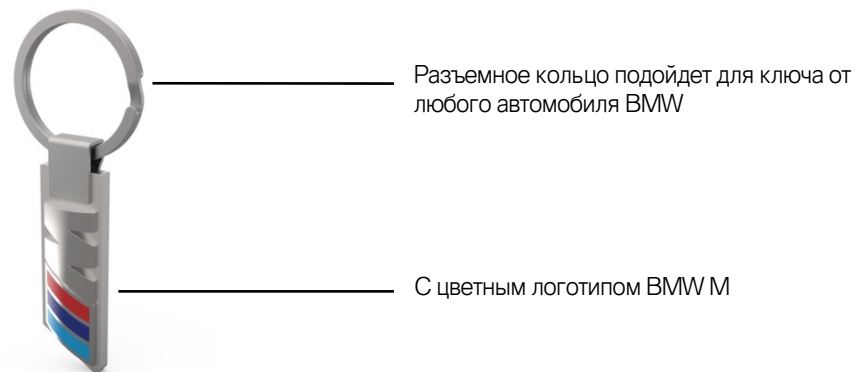 Разъемное кольцо подойдет для ключа от
любого автомобиля BMW
С цветным логотипом BMW M